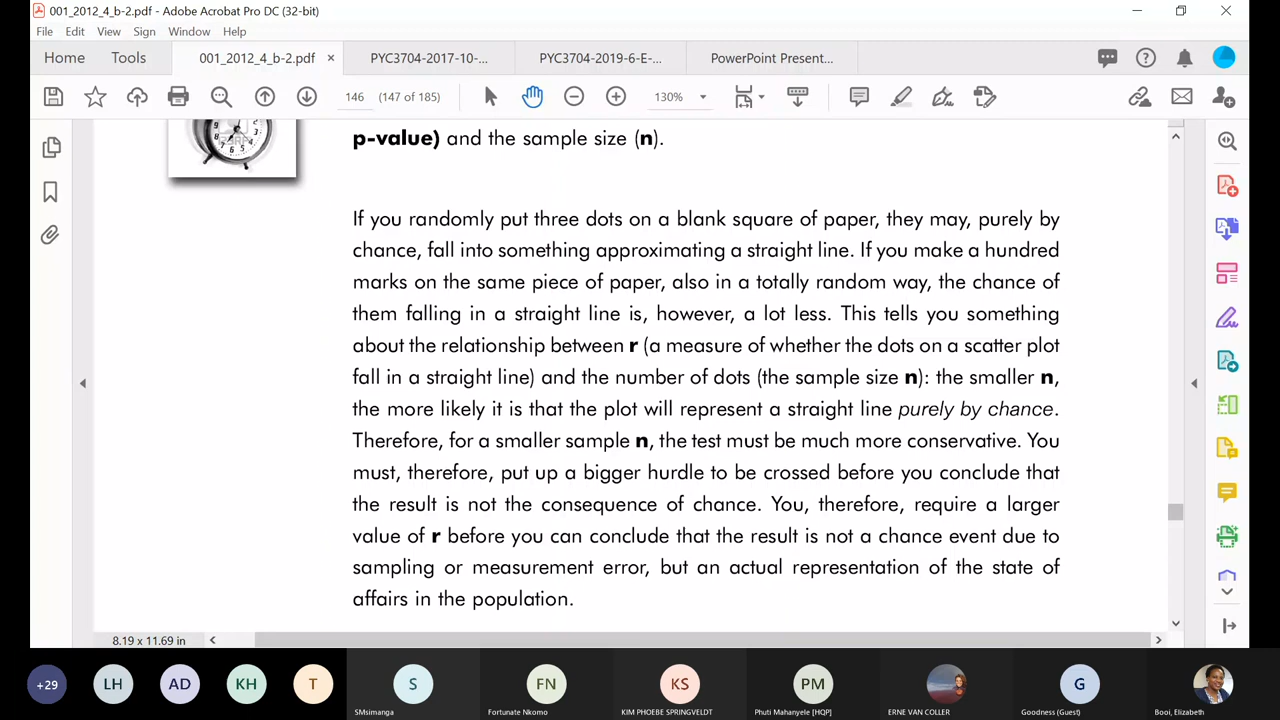 001_2012_4_b-2.pdf - Adobe Acrobat Pro DC (32-bit)
File Edit View Sign Window Help
Home Tools 001_2012_4_b-2.pdf × PYC3704-2017-10-... PYC3704-2019-6-E-... PowerPoint Present...
146 (147 of 185) 130%
p-value) and the sample size (n).
If you randomly put three dots on a blank square of paper, they may, purely by
chance, fall into something approximating a straight line. If you make a hundred
marks on the same piece of paper, also in a totally random way, the chance of
them falling in a straight line is, however, a lot less. This tells you something
about the relationship between r (a measure of whether the dots on a scatter plot
fall in a straight line) and the number of dots (the sample size n): the smaller n,
the more likely it is that the plot will represent a straight line purely by chance.
Therefore, for a smaller sample n, the test must be much more conservative. You
must, therefore, put up a bigger hurdle to be crossed before you conclude that
the result is not the consequence of chance. You, therefore, require a larger
value of r before you can conclude that the result is not a chance event due to
sampling or measurement error, but an actual representation of the state of
affairs in the population.
8.19 x 11.69 in
+29 LH AD KH T S FN KS PM G
SMsimanga Fortunate Nkomo KIM PHOEBE SPRINGVELDT Phuti Mahanyele [HQP] ERNE VAN COLLER Goodness (Guest) Booi, Elizabeth